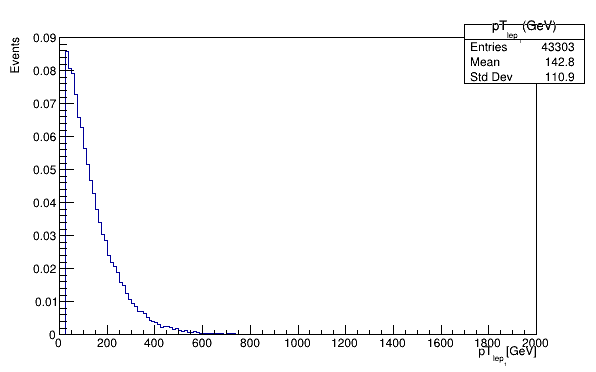 pT_lep_1 (GeV)
Entries 43303
Mean 142.8
Std Dev 110.9
Events
0.09
0.08
0.07
0.06
0.05
0.04
0.03
0.02
0.01
0
0 200 400 600 800 1000 1200 1400 1600 1800 2000
pT_lep_1 [GeV]